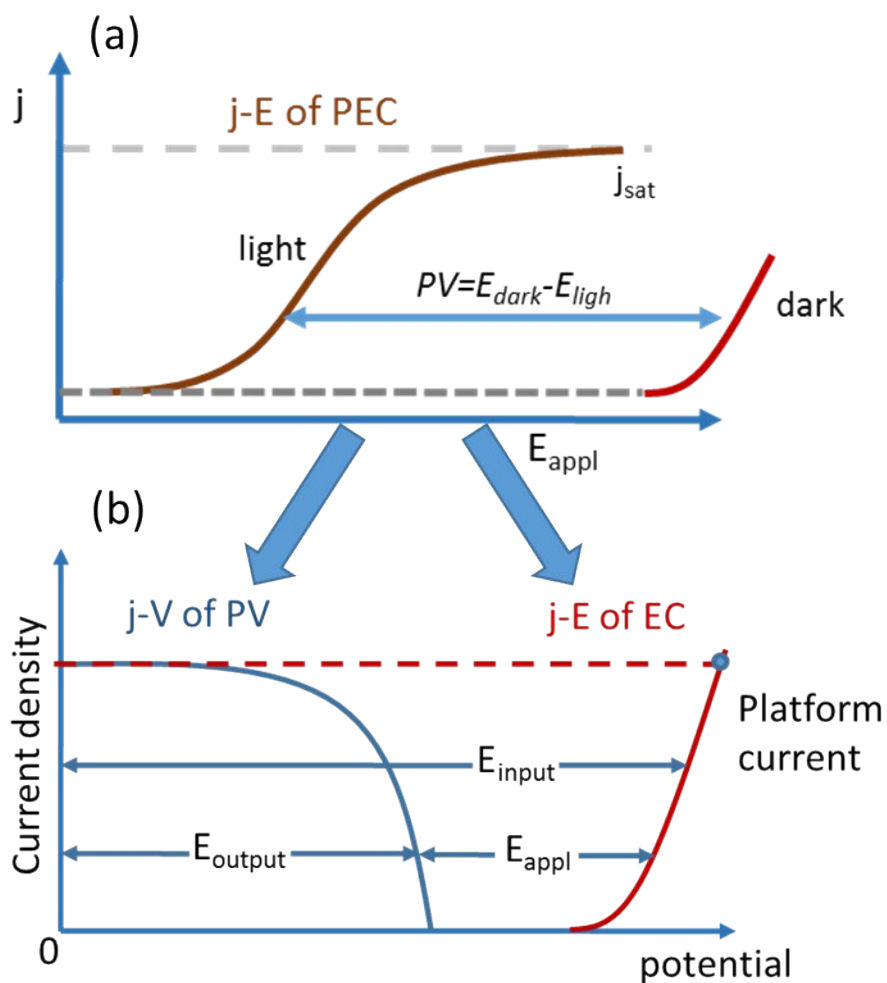 (a)
j
j-E of PEC
jsat
light
PV=Edark-Eligh
dark
Eappl
(b)
j-V of PV
j-E of EC
Current density
Platform
current
Einput
Eoutput
Eappl
0
potential